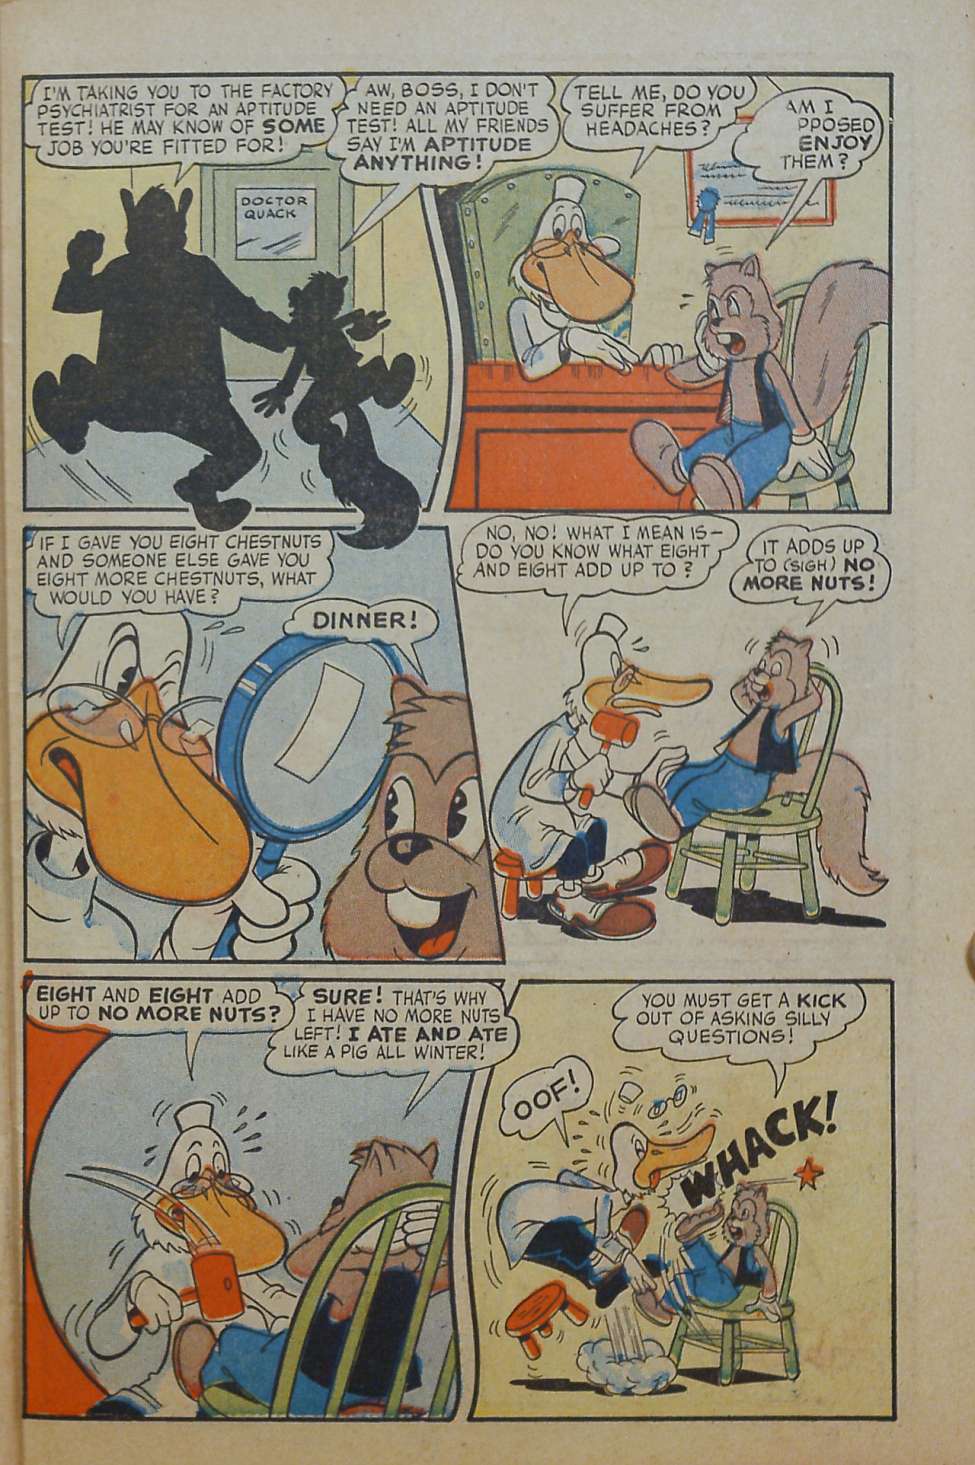 I'M TAKING YOU TO THE FACTORY
PSYCHIATRIST FOR AN APTITUDE
TEST! HE MAY KNOW OF SOME
JOB YOU'RE FITTED FOR!
AW, BOSS, I DON'T
NEED AN APTITUDE
TEST! ALL MY FRIENDS
SAY I'M APTITUDE
ANYTHING!
DOCTOR
QUACK
TELL ME, DO YOU
SUFFER FROM
HEADACHES?
AM I
PPOSED
ENJOY
THEM?
IF I GAVE YOU EIGHT CHESTNUTS
AND SOMEONE ELSE GAVE YOU
EIGHT MORE CHESTNUTS, WHAT
WOULD YOU HAVE?
DINNER!
NO, NO! WHAT I MEAN IS—
DO YOU KNOW WHAT EIGHT
AND EIGHT ADD UP TO?
IT ADDS UP
TO (SIGH) NO
MORE NUTS!
EIGHT AND EIGHT ADD
UP TO NO MORE NUTS?
SURE! THAT'S WHY
I HAVE NO MORE NUTS
LEFT! I ATE AND ATE
LIKE A PIG ALL WINTER!
YOU MUST GET A KICK
OUT OF ASKING SILLY
QUESTIONS!
OOF!
WHACK!